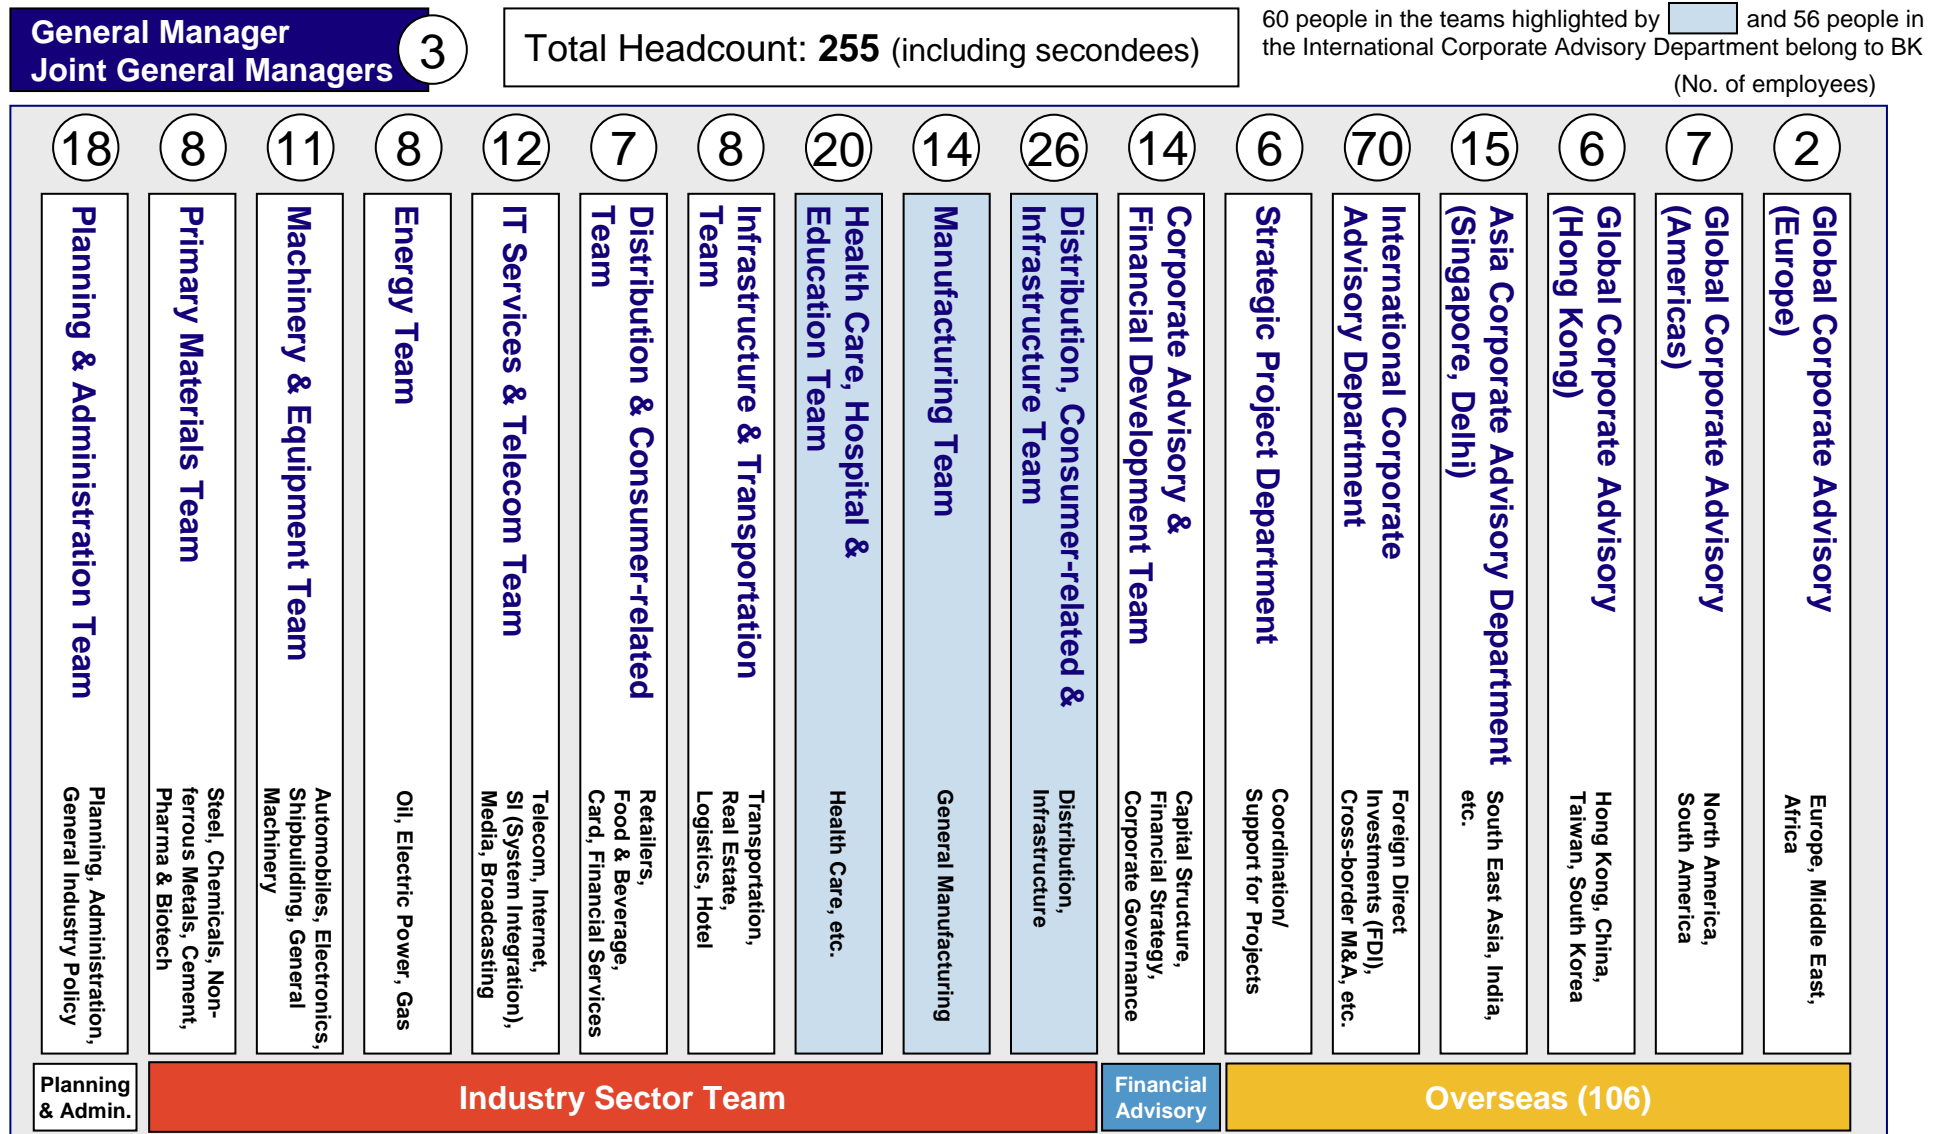 General Manager
Joint General Managers
3
Total Headcount: 255 (including secondees)
60 people in the teams highlighted by and 56 people in
the International Corporate Advisory Department belong to BK
(No. of employees)
18
Planning & Administration Team
Planning, Administration,
General Industry Policy
8
Primary Materials Team
Steel, Chemicals, Non-
ferrous Metals, Cement,
Pharma & Biotech
11
Machinery & Equipment Team
Automobiles, Electronics,
Shipbuilding, General
Machinery
8
Energy Team
Oil, Electric Power, Gas
12
IT Services & Telecom Team
Telecom, Internet,
SI (System Integration),
Media, Broadcasting
7
Distribution & Consumer-related
Team
Retailers,
Food & Beverage,
Card, Financial Services
8
Infrastructure & Transportation
Team
Transportation,
Real Estate,
Logistics, Hotel
20
Health Care, Hospital &
Education Team
Health Care, etc.
14
Manufacturing Team
General Manufacturing
26
Distribution, Consumer-related &
Infrastructure Team
Distribution,
Infrastructure
14
Corporate Advisory &
Financial Development Team
Capital Structure,
Financial Strategy,
Corporate Governance
6
Strategic Project Department
Coordination/
Support for Projects
70
International Corporate
Advisory Department
Foreign Direct
Investments (FDI),
Cross-border M&A, etc.
15
Asia Corporate Advisory Department
(Singapore, Delhi)
South East Asia, India,
etc.
6
Global Corporate Advisory
(Hong Kong)
Hong Kong, China,
Taiwan, South Korea
7
Global Corporate Advisory
(Americas)
North America,
South America
2
Global Corporate Advisory
(Europe)
Europe, Middle East,
Africa
Planning
& Admin.
Industry Sector Team
Financial
Advisory
Overseas (106)